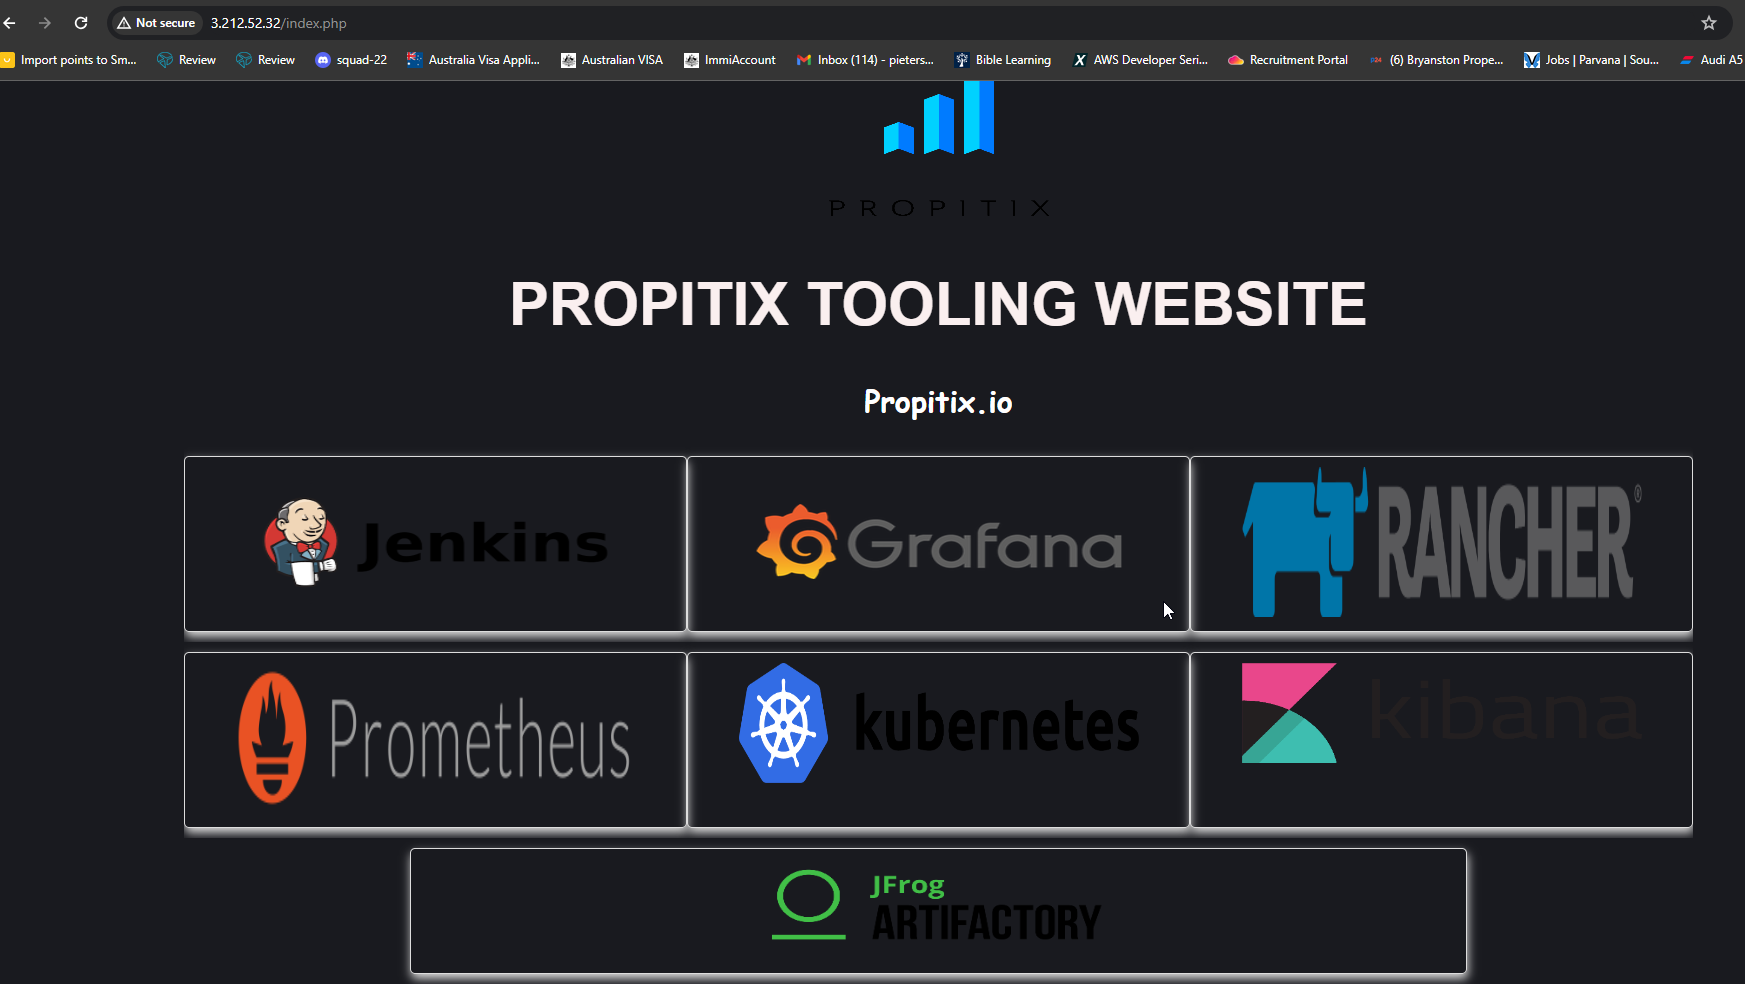 Not secure 3.212.52.32/index.php
Import points to Sm... Review Review squad-22 Australia Visa Appli... Australian VISA ImmiAccount Inbox (114) - pieters... Bible Learning AWS Developer Seri... Recruitment Portal (6) Bryanston Prope... Jobs | Parvana | Sou... Audi A5
PROPITIX
PROPITIX TOOLING WEBSITE
Propitix.io
Jenkins Grafana RANCHER®
Prometheus kubernetes kibana
JFrog
ARTIFACTORY